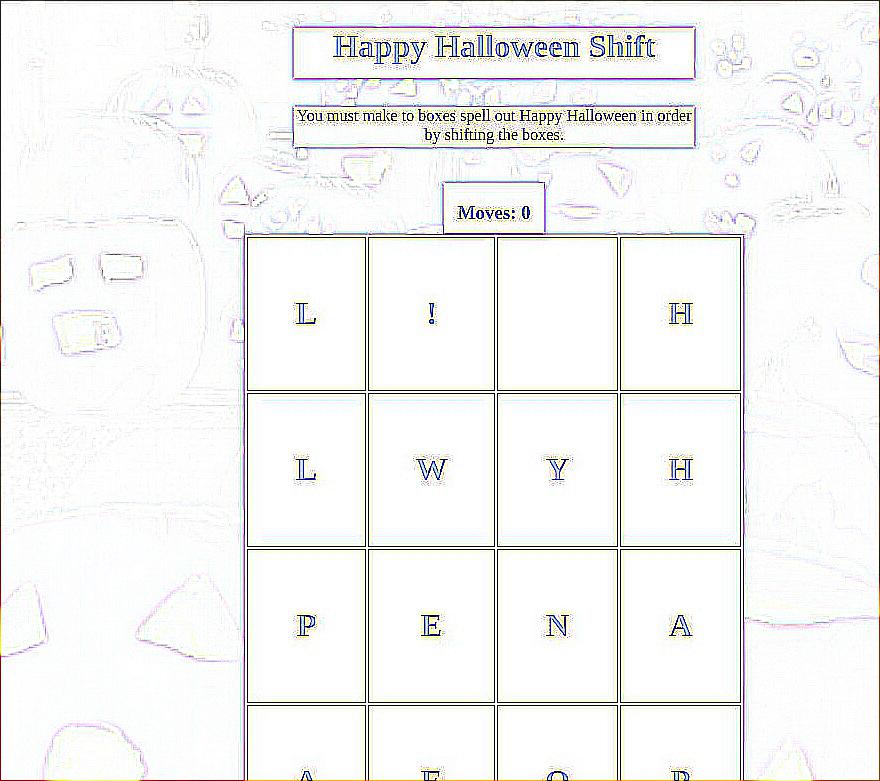 Happy Halloween Shift
You must make to boxes spell out Happy Halloween in order
by shifting the boxes.
Moves: 0
L ! H
L W Y H
P E N A
A E O P